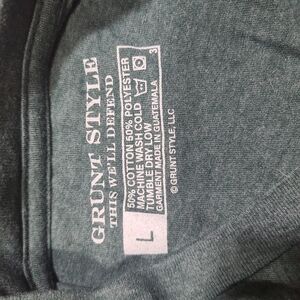 GRUNT STYLE
THIS WE'LL DEFEND
50% COTTON 50% POLYESTER
MACHINE WASH COLD
TUMBLE DRY LOW
GARMENT MADE IN GUATEMALA
3
L
© GRUNT STYLE, LLC